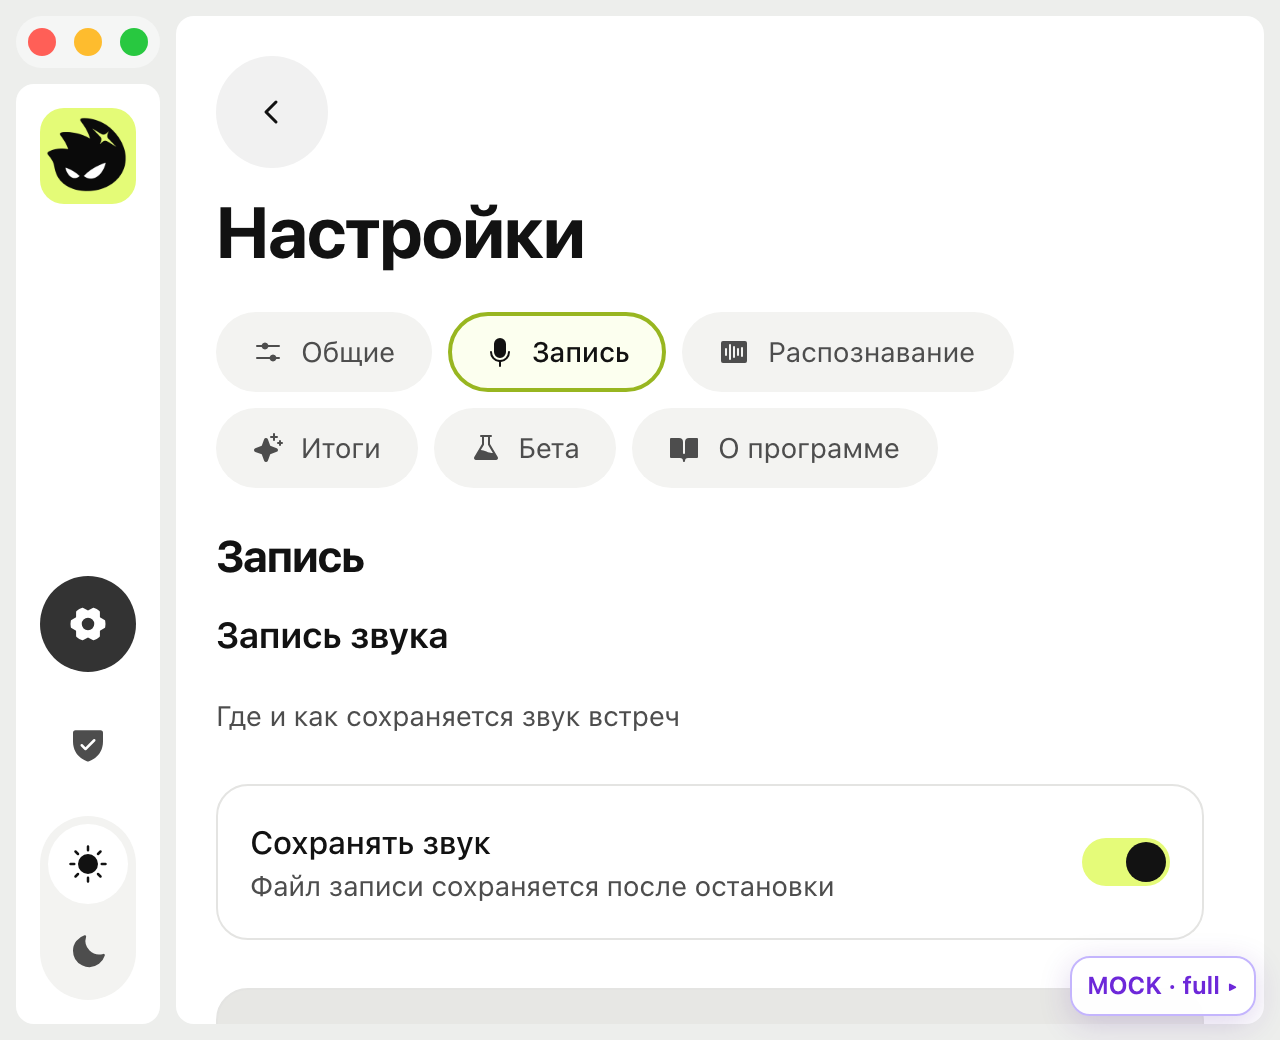 Настройки
Общие
Запись
Распознавание
Итоги
Бета
О программе
Запись
Запись звука
Где и как сохраняется звук встреч
Сохранять звук
Файл записи сохраняется после остановки
MOCK · full ▸